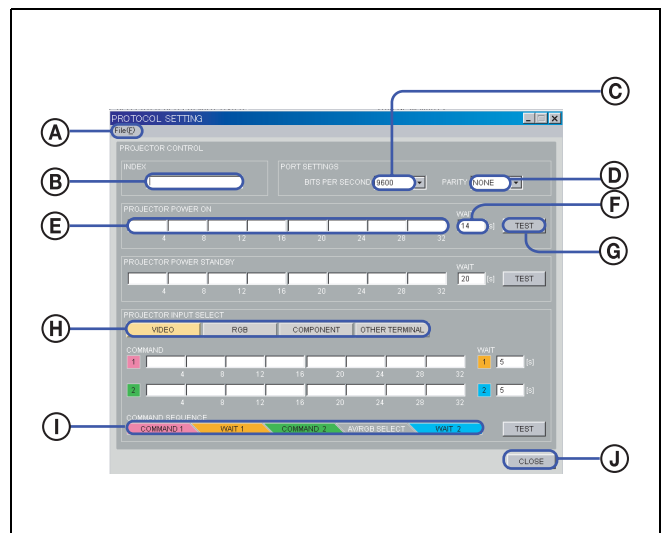 C
PROTOCOL SETTING
A
File(F)
PROJECTOR CONTROL
INDEX
PORT SETTINGS
B
BITS PER SECOND 9600
PARITY NONE
D
F
PROJECTOR POWER ON
WAIT
E
14 [s] TEST
4 8 12 16 20 24 28 32
G
PROJECTOR POWER STANDBY
WAIT
20 [s] TEST
4 8 12 16 20 24 28 32
PROJECTOR INPUT SELECT
H
VIDEO RGB COMPONENT OTHER TERMINAL
COMMAND
WAIT
1 1 5 [s]
4 8 12 16 20 24 28 32
2 2 5 [s]
4 8 12 16 20 24 28 32
COMMAND SEQUENCE
I
COMMAND 1 WAIT 1 COMMAND 2 AV/RGB SELECT WAIT 2 TEST
CLOSE
J